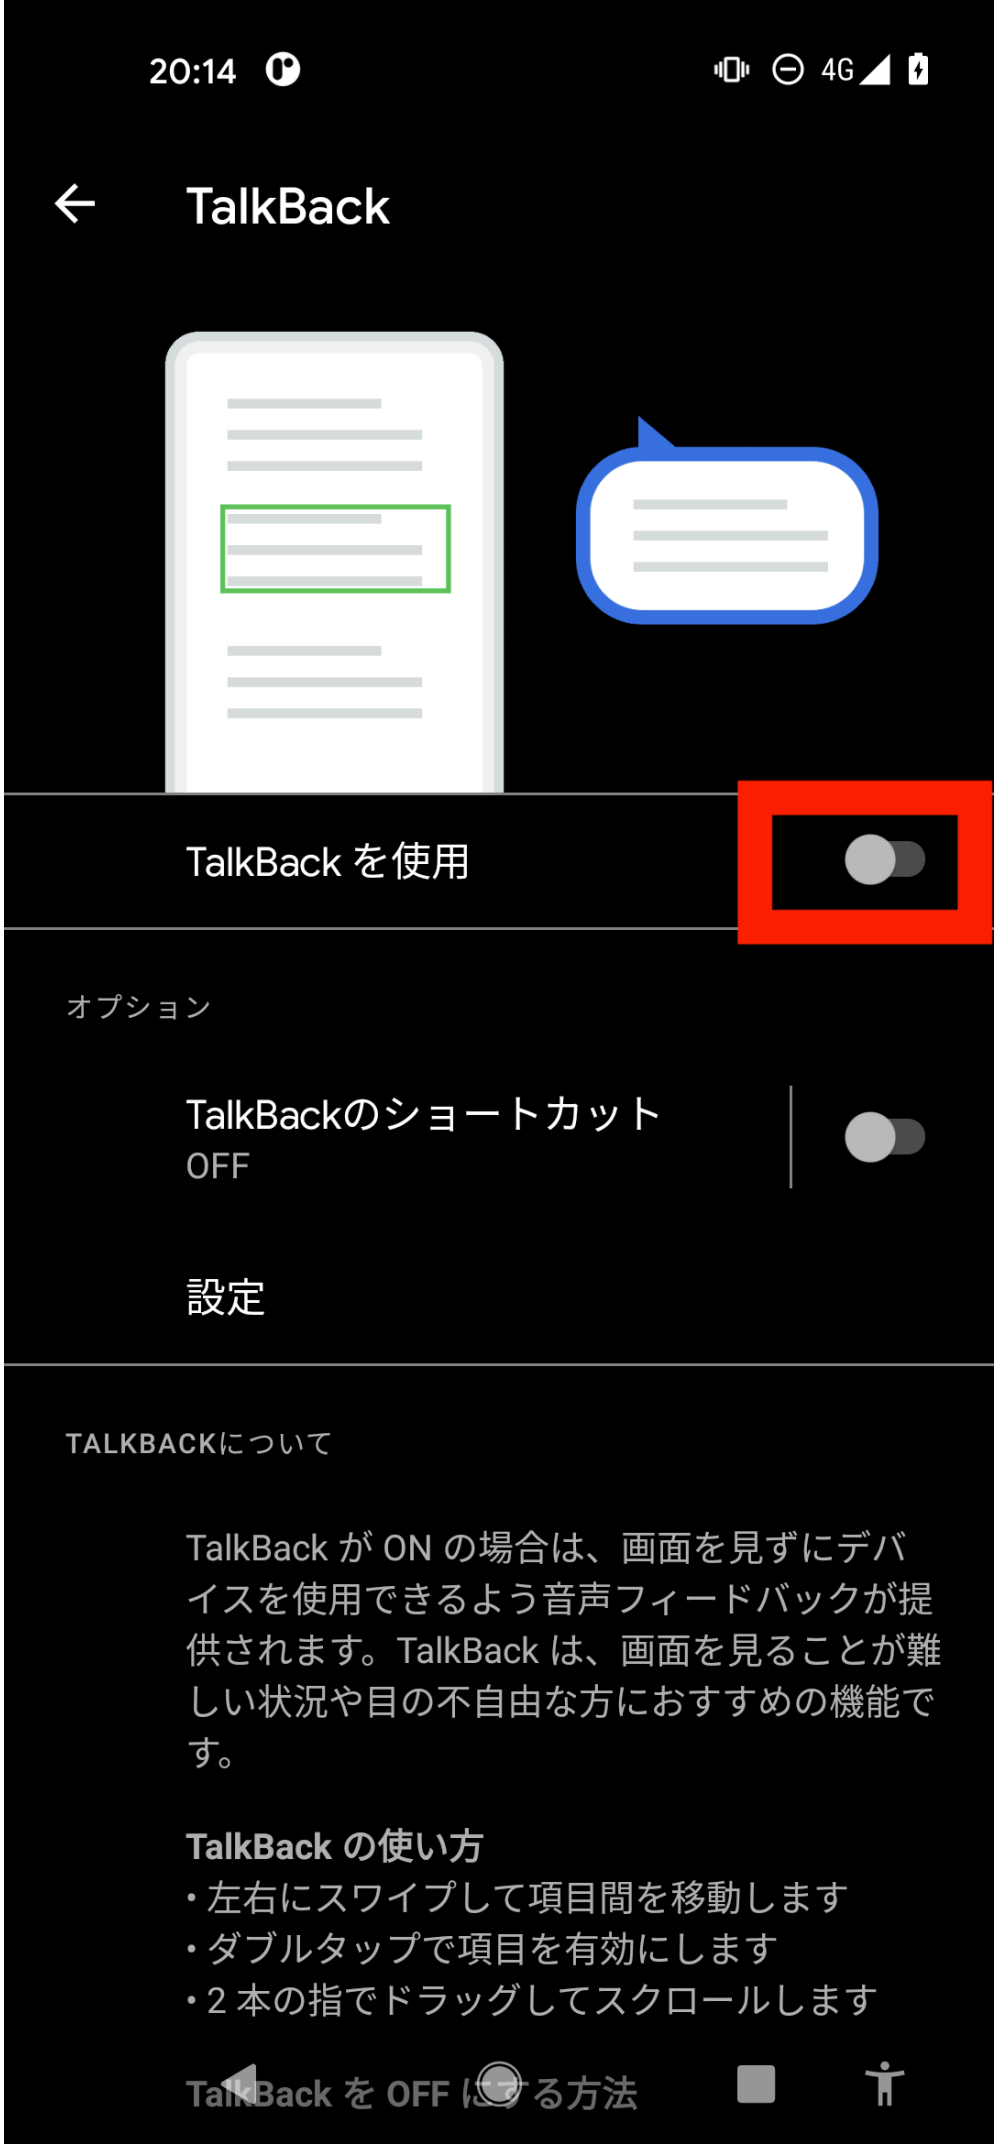 20:14 4G
TalkBack
TalkBack を使用
オプション
TalkBackのショートカット
OFF
設定
TALKBACKについて
TalkBack が ON の場合は、画面を見ずにデバ
イスを使用できるよう音声フィードバックが提
供されます。TalkBack は、画面を見ることが難
しい状況や目の不自由な方におすすめの機能で
す。
TalkBack の使い方
• 左右にスワイプして項目間を移動します
• ダブルタップで項目を有効にします
• 2 本の指でドラッグしてスクロールします
TalkBack を OFF にする方法